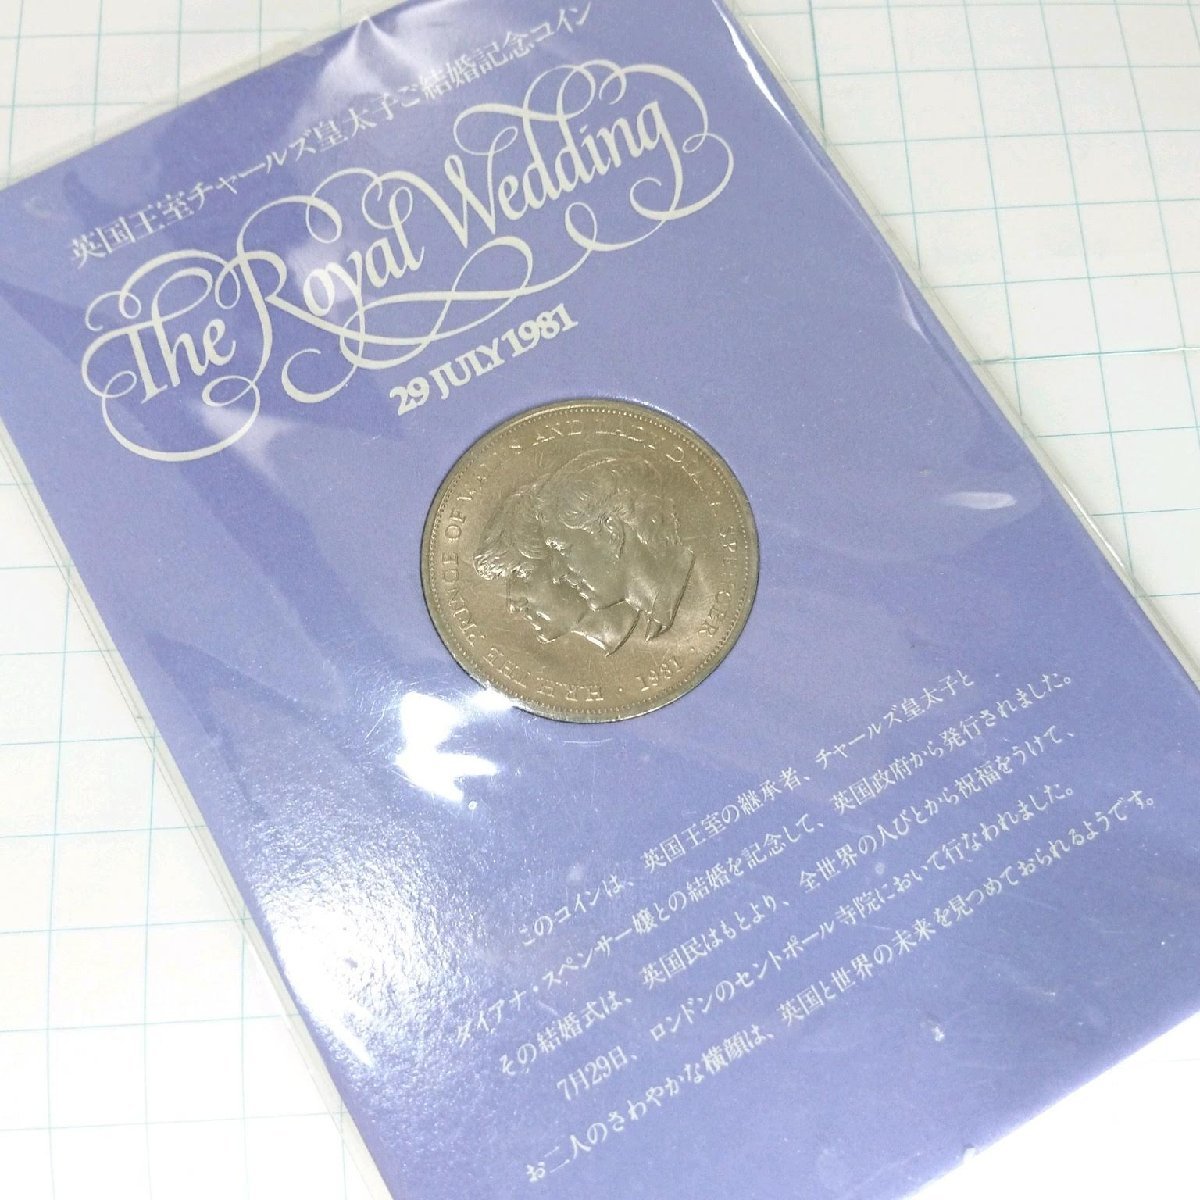 英国王室チャールズ皇太子ご結婚記念コイン
The Royal Wedding
29 JULY 1981
H.R.H. THE PRINCE OF WALES AND LADY DIANA SPENCER · 1981 ·
このコインは、英国王室の継承者、チャールズ皇太子と
ダイアナ・スペンサー嬢との結婚を記念して、英国政府から発行されました。
その結婚式は、英国民はもとより、全世界の人びとから祝福をうけて、
7月29日、ロンドンのセントポール寺院において行なわれました。
お二人のさわやかな横顔は、英国と世界の未来を見つめておられるようです。